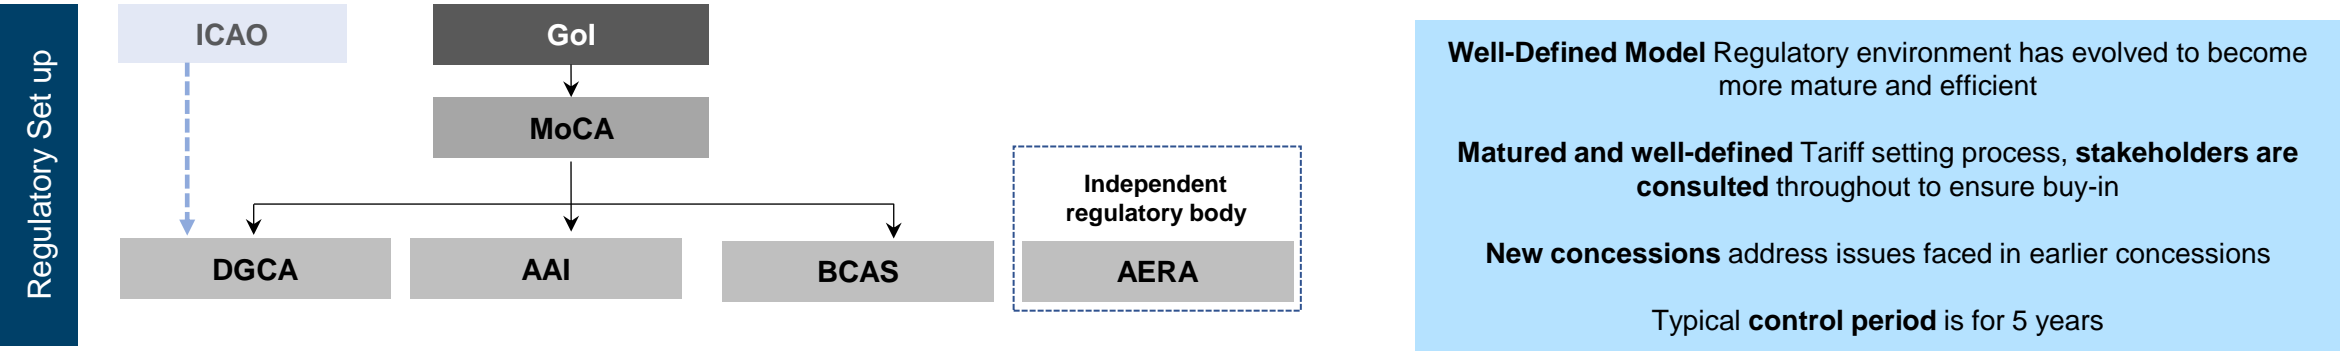 Regulatory Set up
ICAO
GoI
MoCA
Independent
regulatory body
DGCA
AAI
BCAS
AERA
Well-Defined Model Regulatory environment has evolved to become
more mature and efficient
Matured and well-defined Tariff setting process, stakeholders are
consulted throughout to ensure buy-in
New concessions address issues faced in earlier concessions
Typical control period is for 5 years